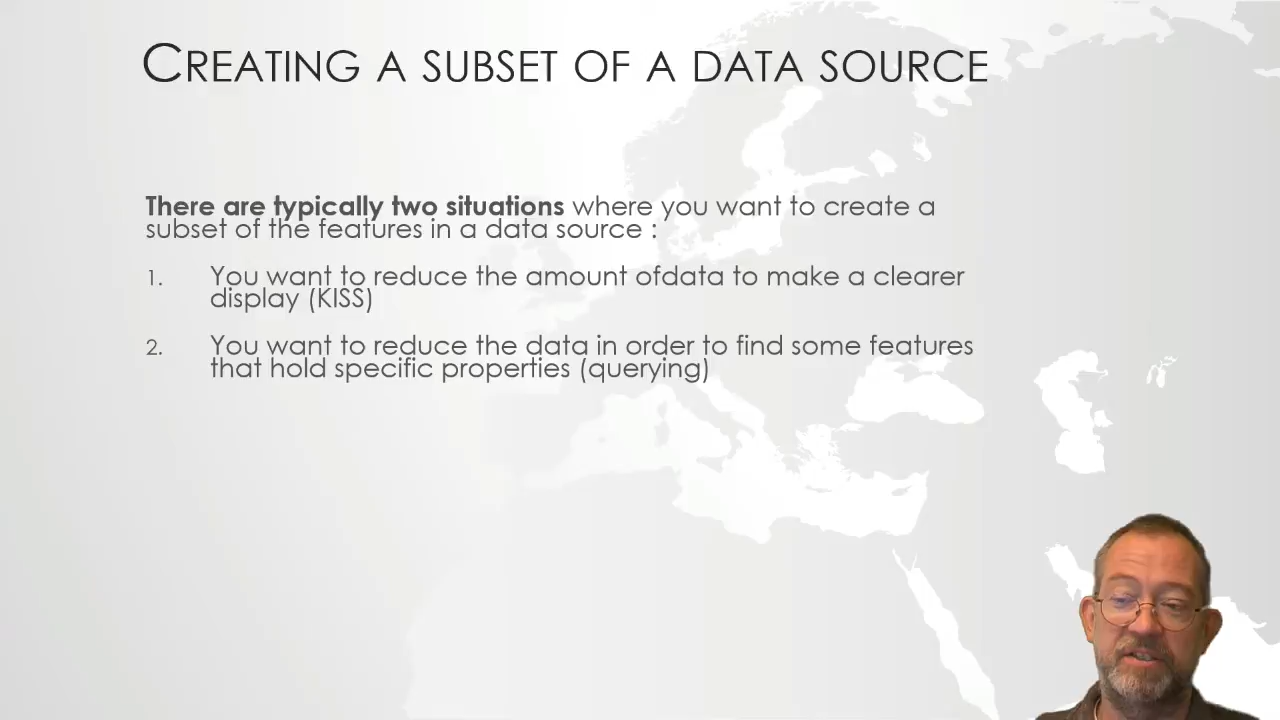 CREATING A SUBSET OF A DATA SOURCE
There are typically two situations where you want to create a
subset of the features in a data source :
1. You want to reduce the amount ofdata to make a clearer
display (KISS)
2. You want to reduce the data in order to find some features
that hold specific properties (querying)